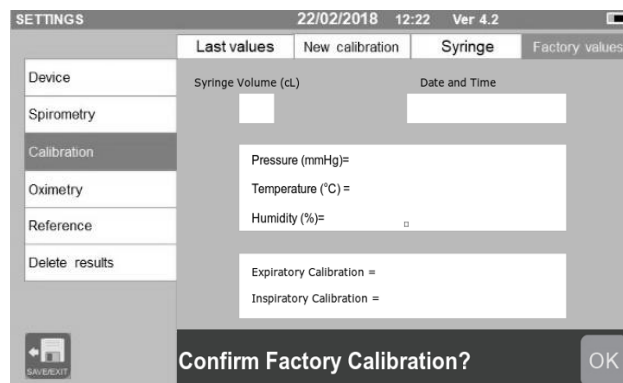 SETTINGS 22/02/2018 12:22 Ver 4.2
Last values New calibration Syringe Factory values
Device
Spirometry
Calibration
Oximetry
Reference
Delete results
Syringe Volume (cL) Date and Time
Pressure (mmHg)=
Temperature (°C) =
Humidity (%)=
Expiratory Calibration =
Inspiratory Calibration =
SAVE/EXIT
Confirm Factory Calibration? OK